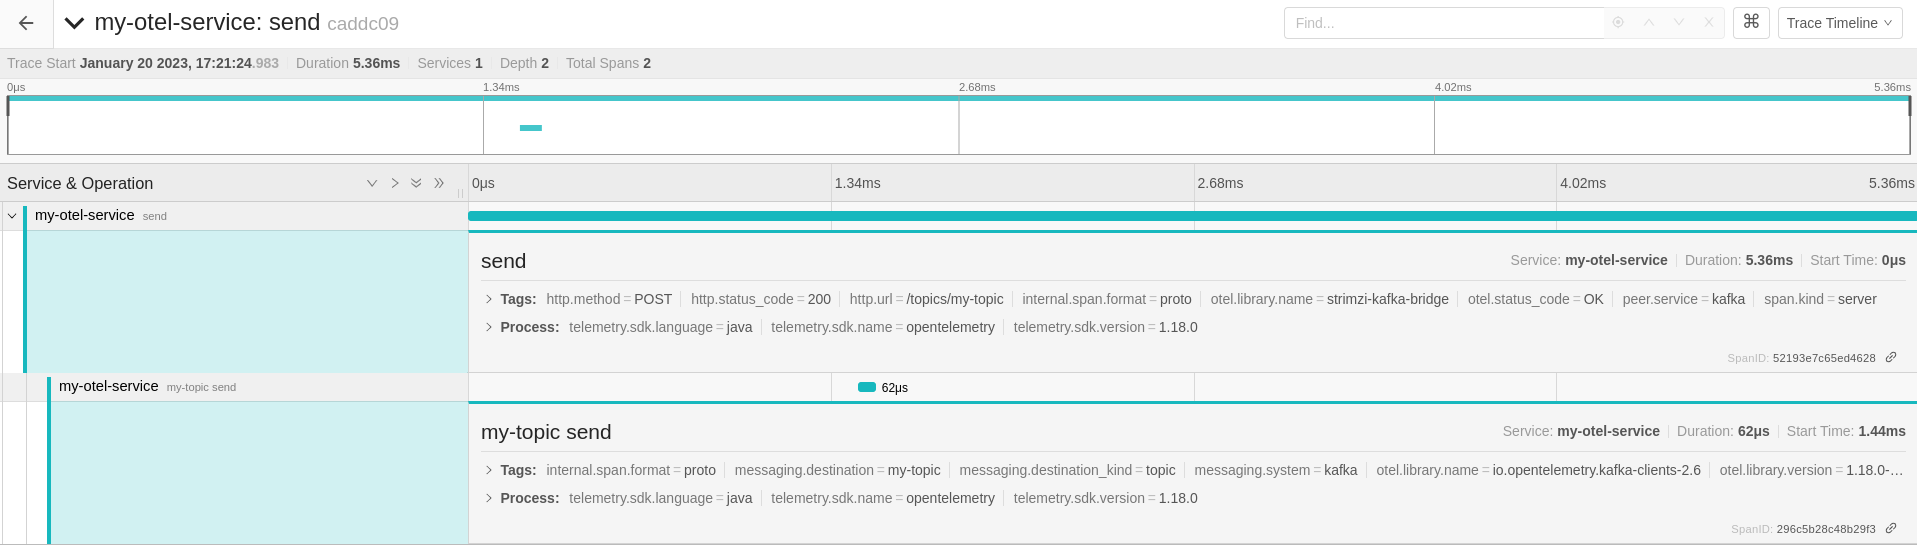 my-otel-service: send caddc09
Find...
⌘
Trace Timeline
Trace Start January 20 2023, 17:21:24.983 Duration 5.36ms Services 1 Depth 2 Total Spans 2
0μs 1.34ms 2.68ms 4.02ms 5.36ms
Service & Operation 0μs 1.34ms 2.68ms 4.02ms 5.36ms
my-otel-service send
send Service: my-otel-service Duration: 5.36ms Start Time: 0μs
Tags: http.method = POST http.status_code = 200 http.url = /topics/my-topic internal.span.format = proto otel.library.name = strimzi-kafka-bridge otel.status_code = OK peer.service = kafka span.kind = server
Process: telemetry.sdk.language = java telemetry.sdk.name = opentelemetry telemetry.sdk.version = 1.18.0
SpanID: 52193e7c65ed4628
my-otel-service my-topic send 62μs
my-topic send Service: my-otel-service Duration: 62μs Start Time: 1.44ms
Tags: internal.span.format = proto messaging.destination = my-topic messaging.destination_kind = topic messaging.system = kafka otel.library.name = io.opentelemetry.kafka-clients-2.6 otel.library.version = 1.18.0-...
Process: telemetry.sdk.language = java telemetry.sdk.name = opentelemetry telemetry.sdk.version = 1.18.0
SpanID: 296c5b28c48b29f3